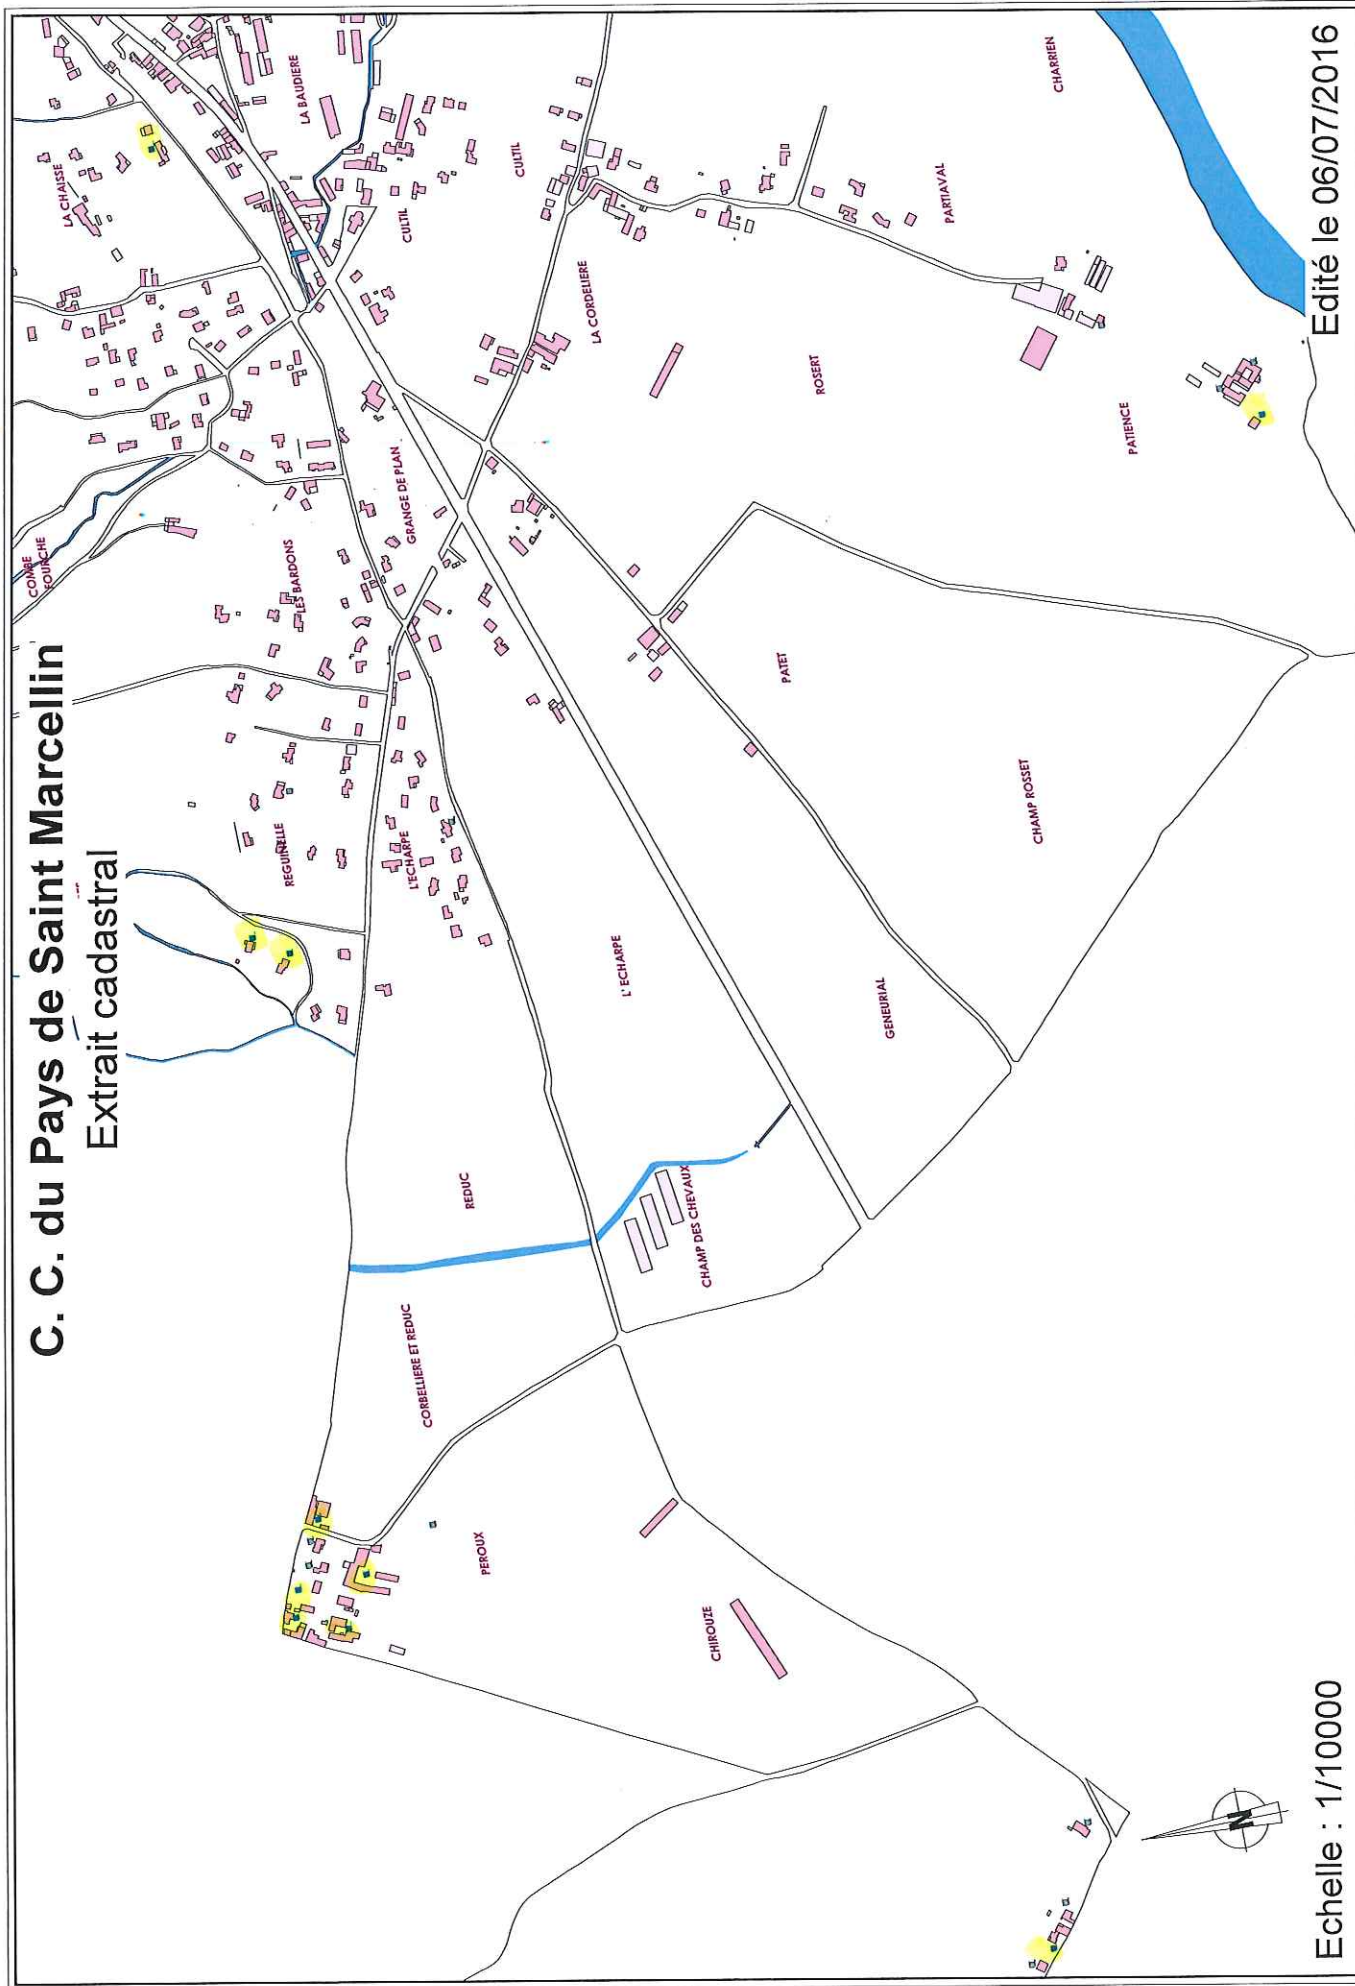 C. C. du Pays de Saint Marcellin
Extrait cadastral
COMBE
FOURCHE
LA CHAISSE
LA BAUDIERE
LES BARDONS
REGUINELLE
GRANGE DE PLAN
CULTIL
CULTIL
L'ECHARPE
CORBELLIERE ET REDUC
REDUC
PEROUX
LA CORDELIERE
L' ECHARPE
CHAMP DES CHEVAUX
CHIROUZE
PATET
ROSERT
GENEURIAL
PARTIAVAL
CHAMP ROSSET
CHARRIEN
PATIENCE
N
Echelle : 1/10000
Edité le 06/07/2016